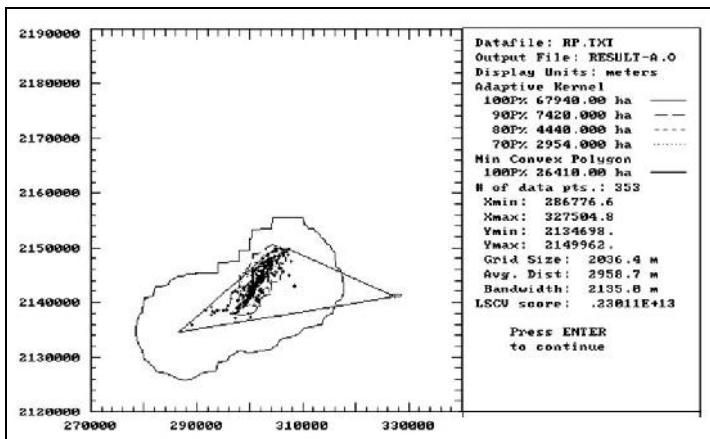 2190000
2180000
2170000
2160000
2150000
2140000
2130000
2120000
270000 290000 310000 330000
Datafile: RP.TXT
Output File: RESULT-A.O
Display Units: meters
Adaptive Kernel
100P% 67940.00 ha
90P% 7420.000 ha
80P% 4440.000 ha
70P% 2954.000 ha
Min Convex Polygon
100P% 26410.00 ha
# of data pts.: 353
Xmin: 286776.6
Xmax: 327504.8
Ymin: 2134698.
Ymax: 2149962.
Grid Size: 2036.4 m
Avg. Dist: 2958.7 m
Bandwidth: 2135.0 m
LSCV score: .23011E+13
Press ENTER
to continue